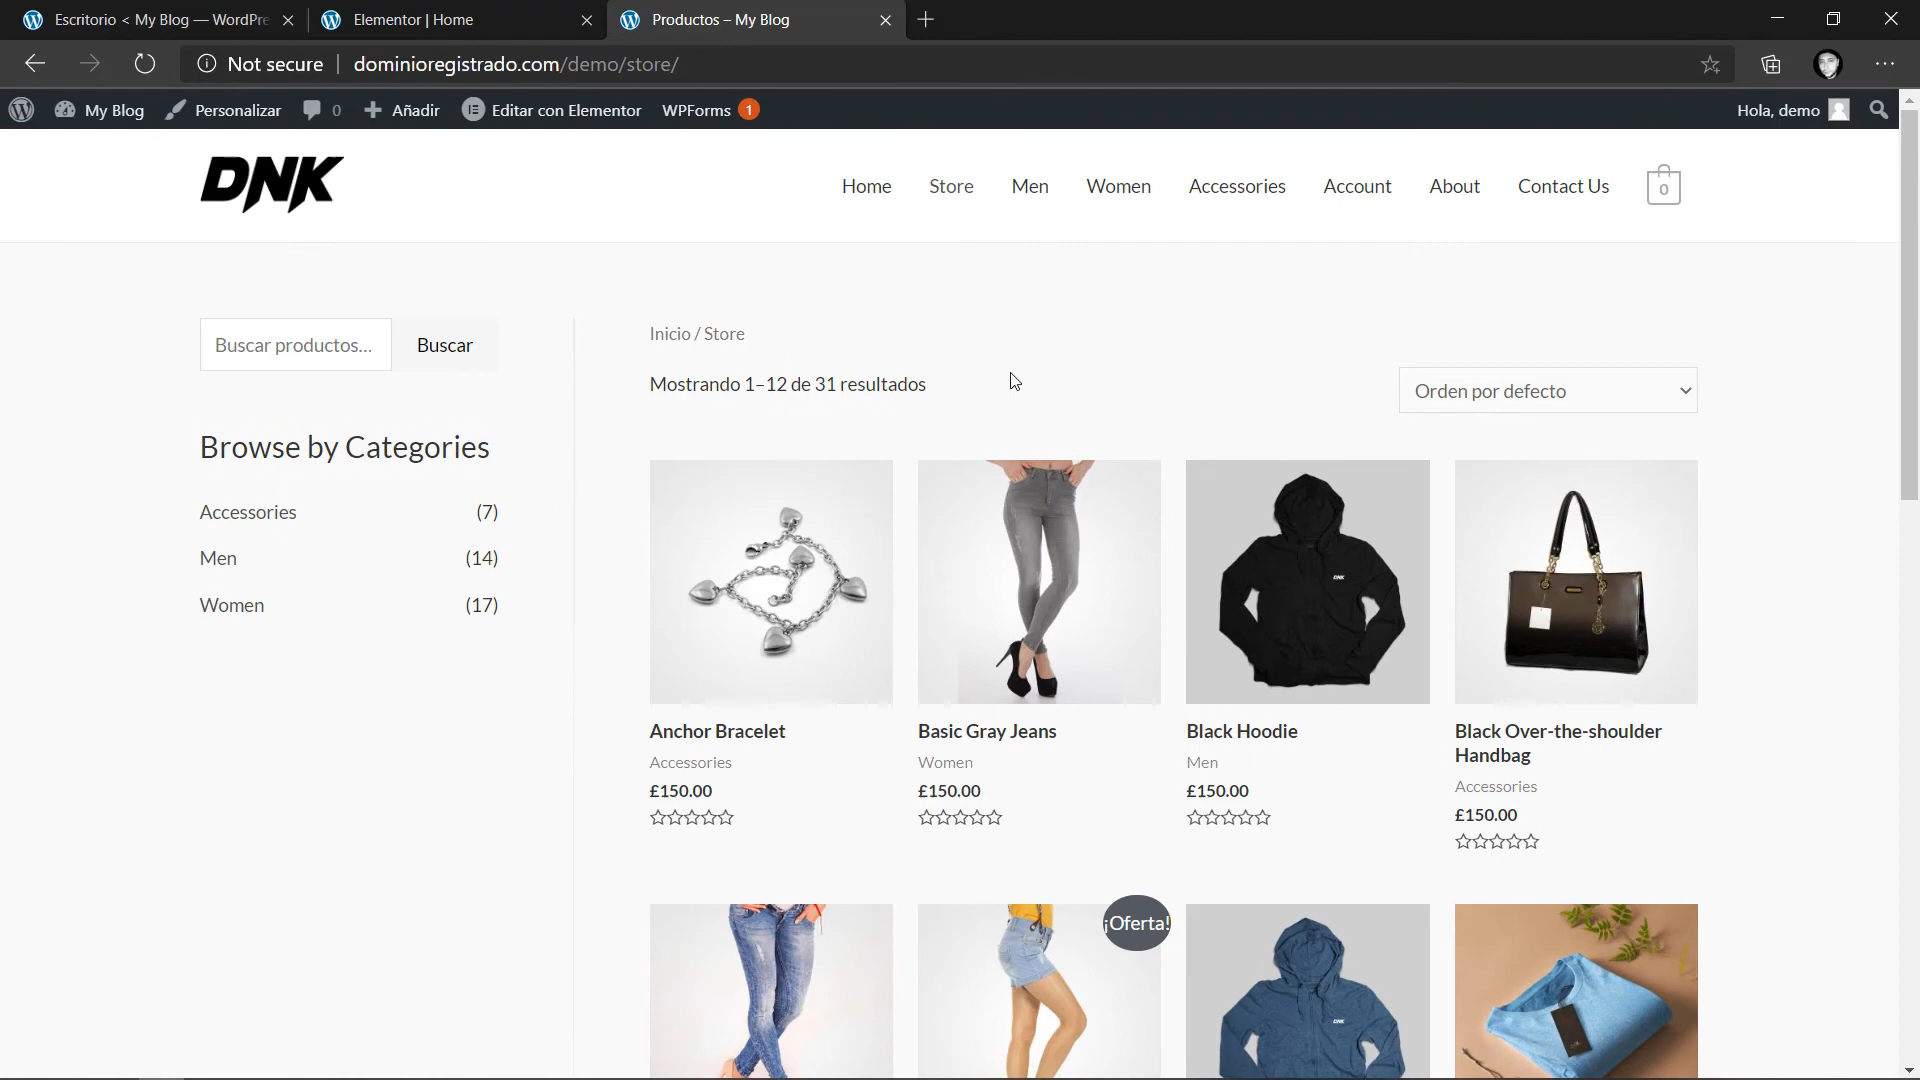 Escritorio < My Blog — WordPre
Elementor | Home
Productos – My Blog
Not secure | dominioregistrado.com/demo/store/
My Blog
Personalizar
0
Añadir
Editar con Elementor
WPForms 1
Hola, demo
DNK
Home
Store
Men
Women
Accessories
Account
About
Contact Us
0
Buscar productos...
Buscar
Browse by Categories
Accessories (7)
Men (14)
Women (17)
Inicio / Store
Mostrando 1–12 de 31 resultados
Orden por defecto
DNK
Anchor Bracelet
Accessories
£150.00
Basic Gray Jeans
Women
£150.00
Black Hoodie
Men
£150.00
Black Over-the-shoulder
Handbag
Accessories
£150.00
¡Oferta!
DNK